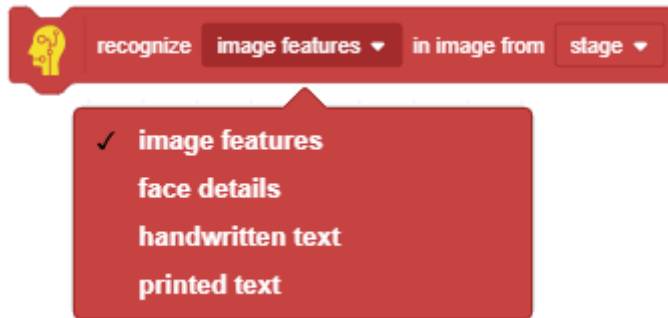 recognize image features in image from stage
✓ image features
face details
handwritten text
printed text